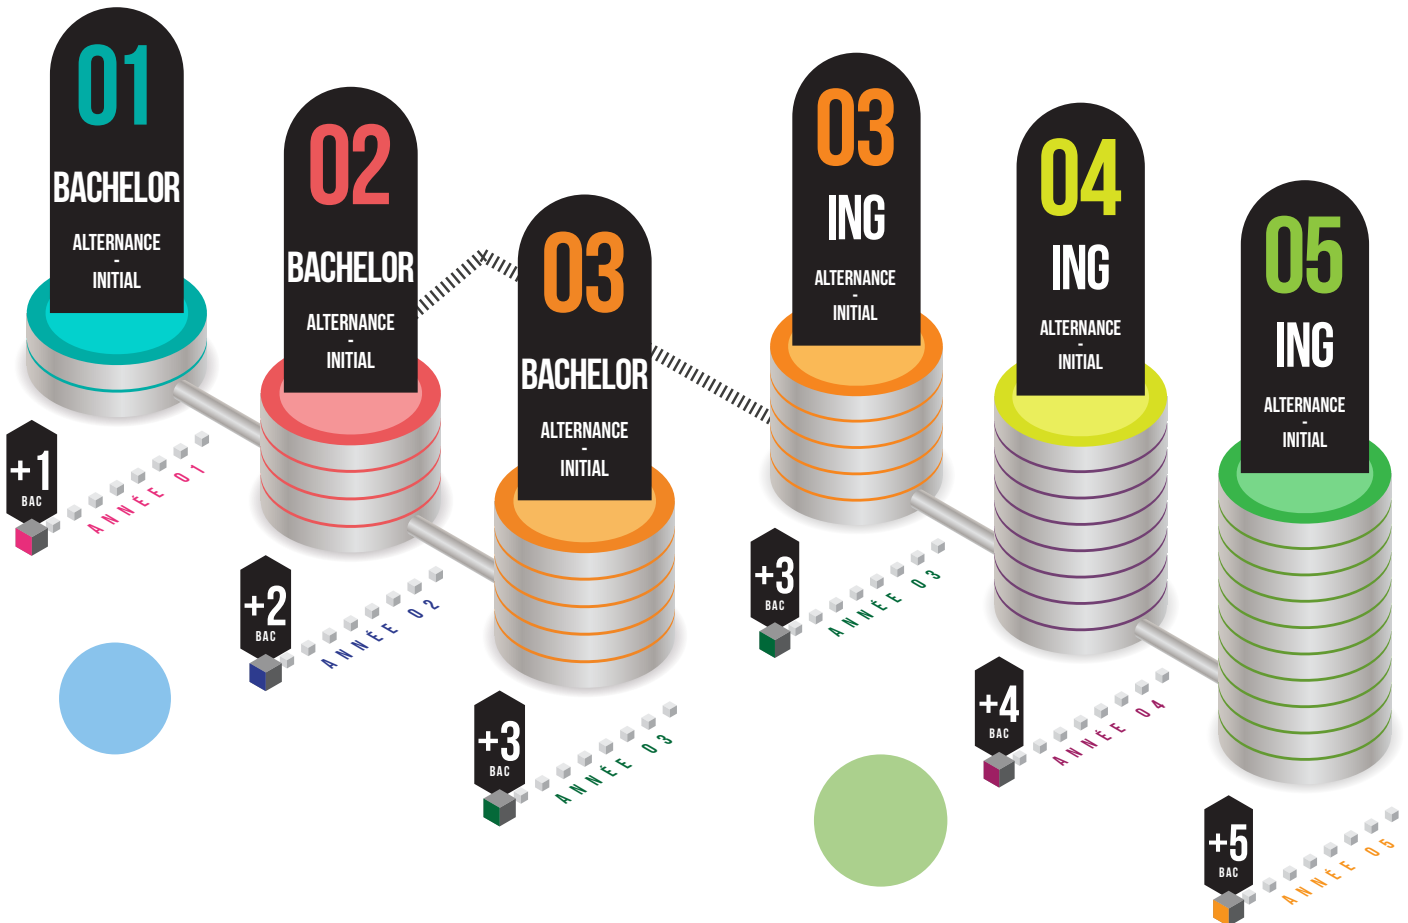 01
BACHELOR
ALTERNANCE
-
INITIAL
+1
BAC
ANNÉE 01
02
BACHELOR
ALTERNANCE
-
INITIAL
+2
BAC
ANNÉE 02
03
BACHELOR
ALTERNANCE
-
INITIAL
+3
BAC
ANNÉE 03
03
ING
ALTERNANCE
-
INITIAL
+3
BAC
ANNÉE 03
04
ING
ALTERNANCE
-
INITIAL
+4
BAC
ANNÉE 04
05
ING
ALTERNANCE
-
INITIAL
+5
BAC
ANNÉE 05